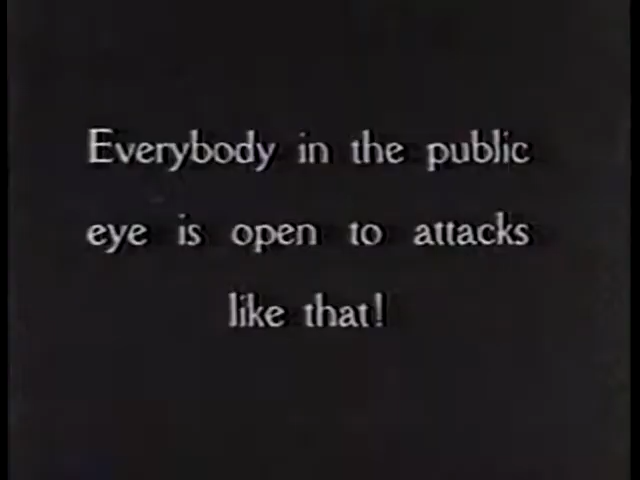 Everybody in the public
eye is open to attacks
like that!